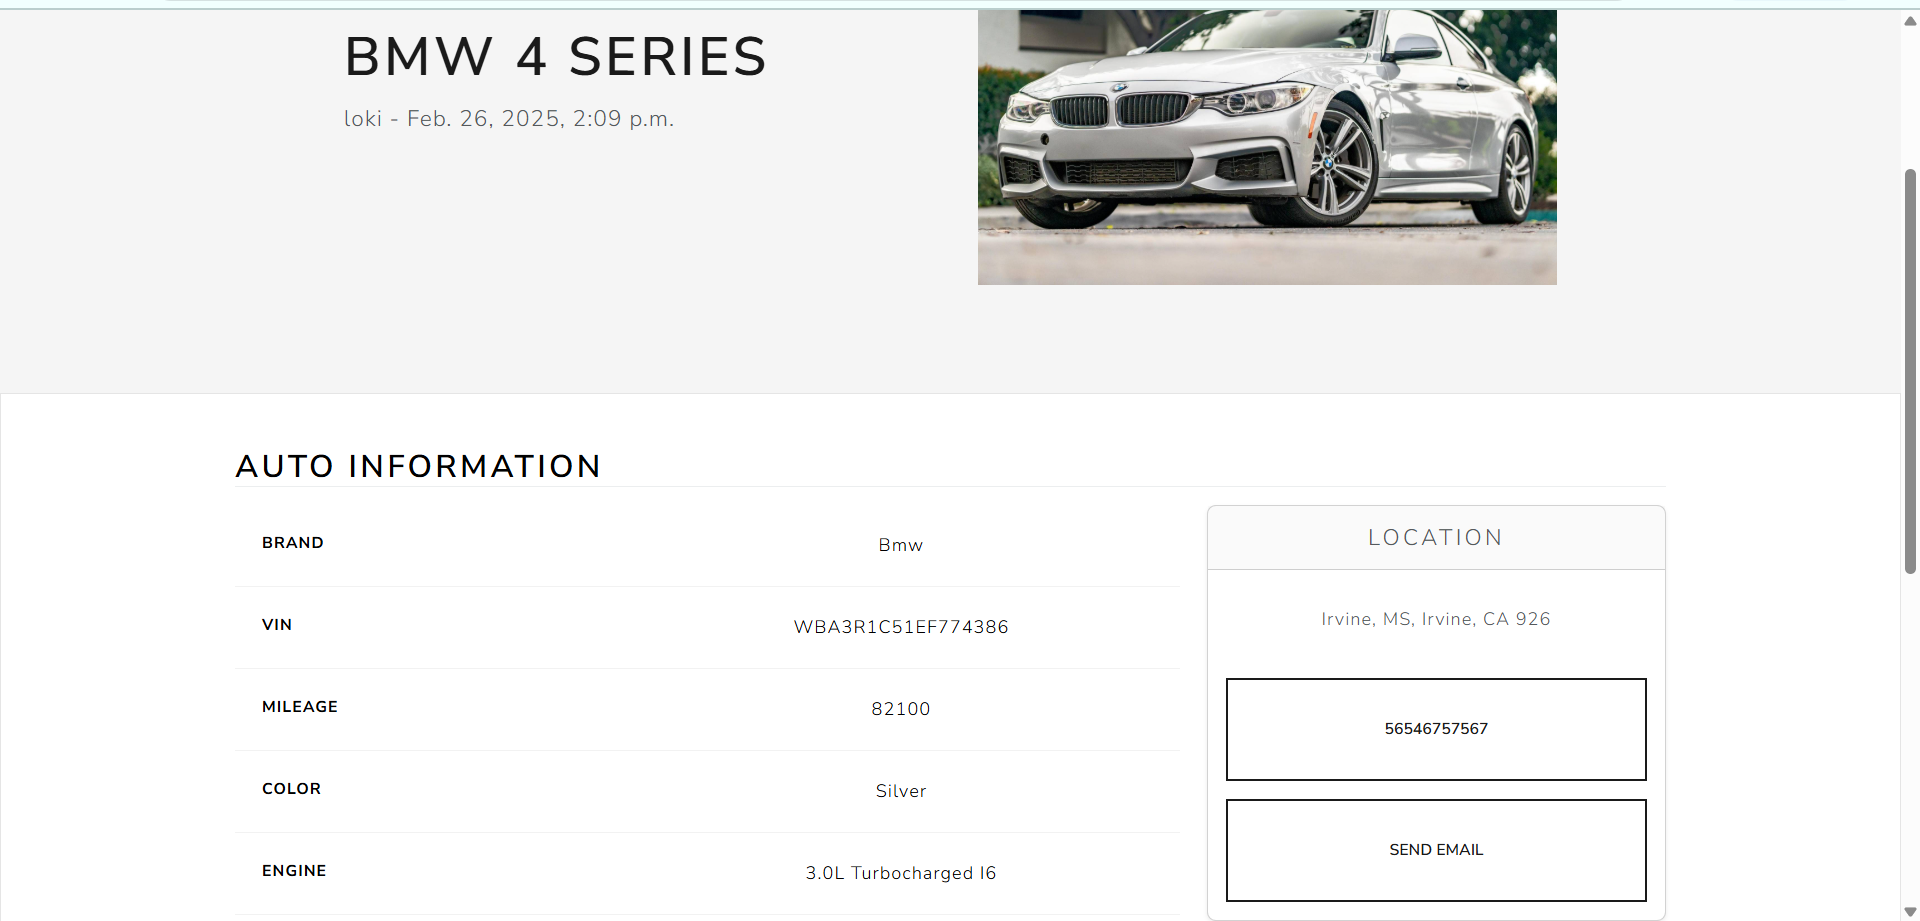 BMW 4 SERIES
loki - Feb. 26, 2025, 2:09 p.m.
AUTO INFORMATION
BRAND
Bmw
VIN
WBA3R1C51EF774386
MILEAGE
82100
COLOR
Silver
ENGINE
3.0L Turbocharged I6
LOCATION
Irvine, MS, Irvine, CA 926
56546757567
SEND EMAIL